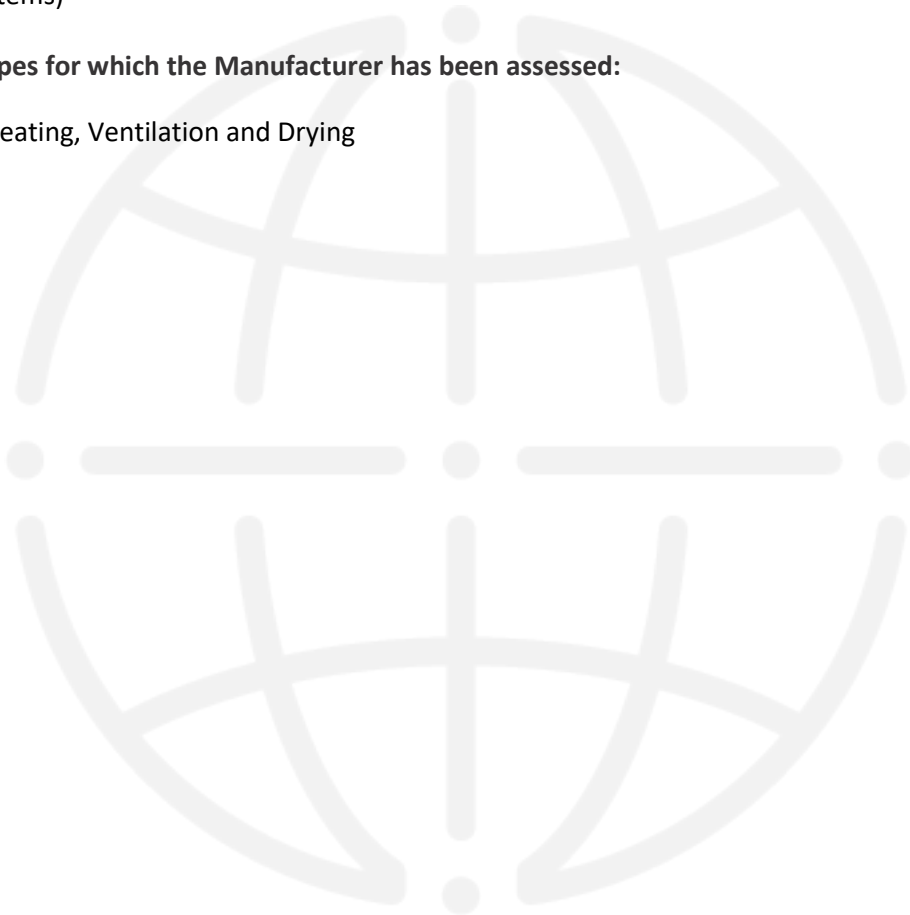 tems)
pes for which the Manufacturer has been assessed:
eating, Ventilation and Drying